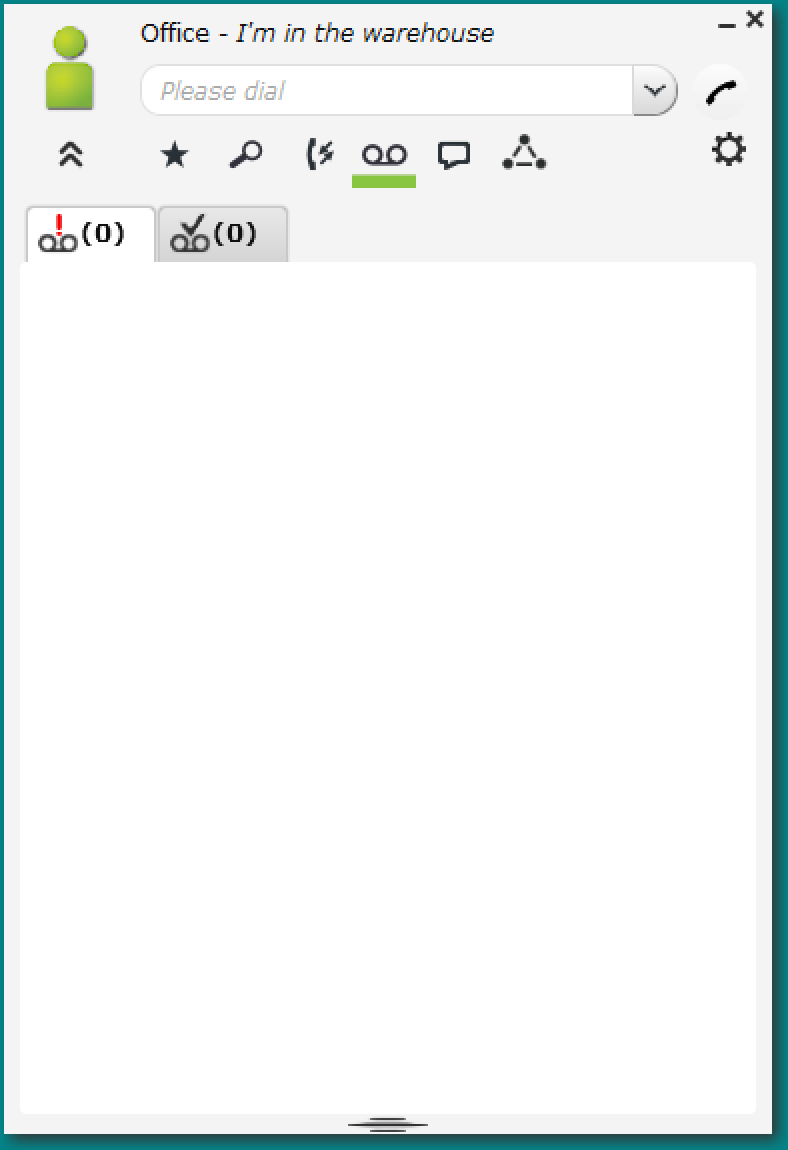 Office - I'm in the warehouse
Please dial
(0) (0)